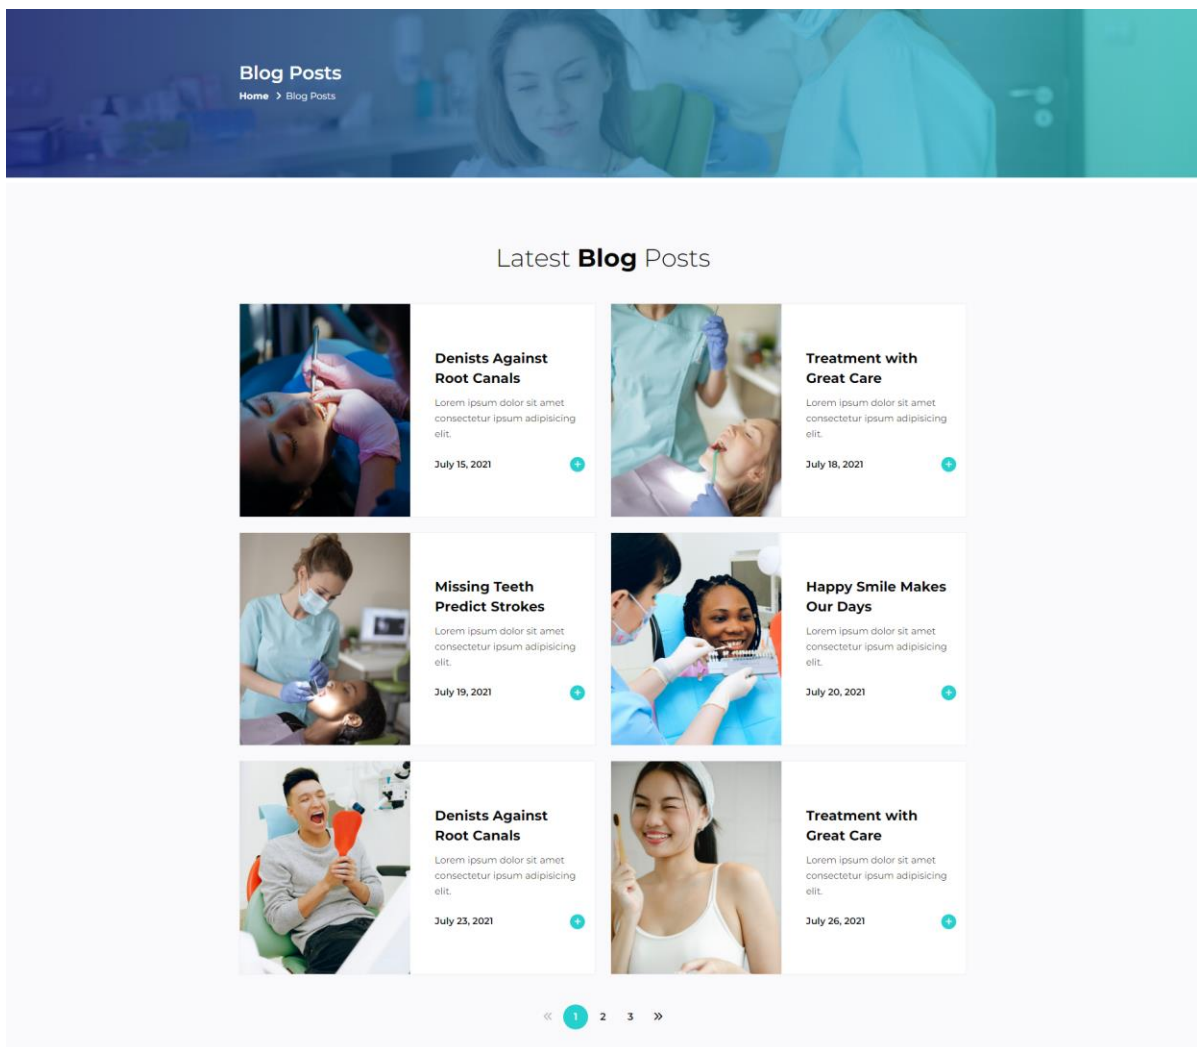 Blog Posts
Home > Blog Posts
Latest Blog Posts
Denists Against
Root Canals
Lorem ipsum dolor sit amet
consectetur ipsum adipisicing
elit.
July 15, 2021
Treatment with
Great Care
Lorem ipsum dolor sit amet
consectetur ipsum adipisicing
elit.
July 18, 2021
Missing Teeth
Predict Strokes
Lorem ipsum dolor sit amet
consectetur ipsum adipisicing
elit.
July 19, 2021
Happy Smile Makes
Our Days
Lorem ipsum dolor sit amet
consectetur ipsum adipisicing
elit.
July 20, 2021
Denists Against
Root Canals
Lorem ipsum dolor sit amet
consectetur ipsum adipisicing
elit.
July 23, 2021
Treatment with
Great Care
Lorem ipsum dolor sit amet
consectetur ipsum adipisicing
elit.
July 26, 2021
« 1 2 3 »